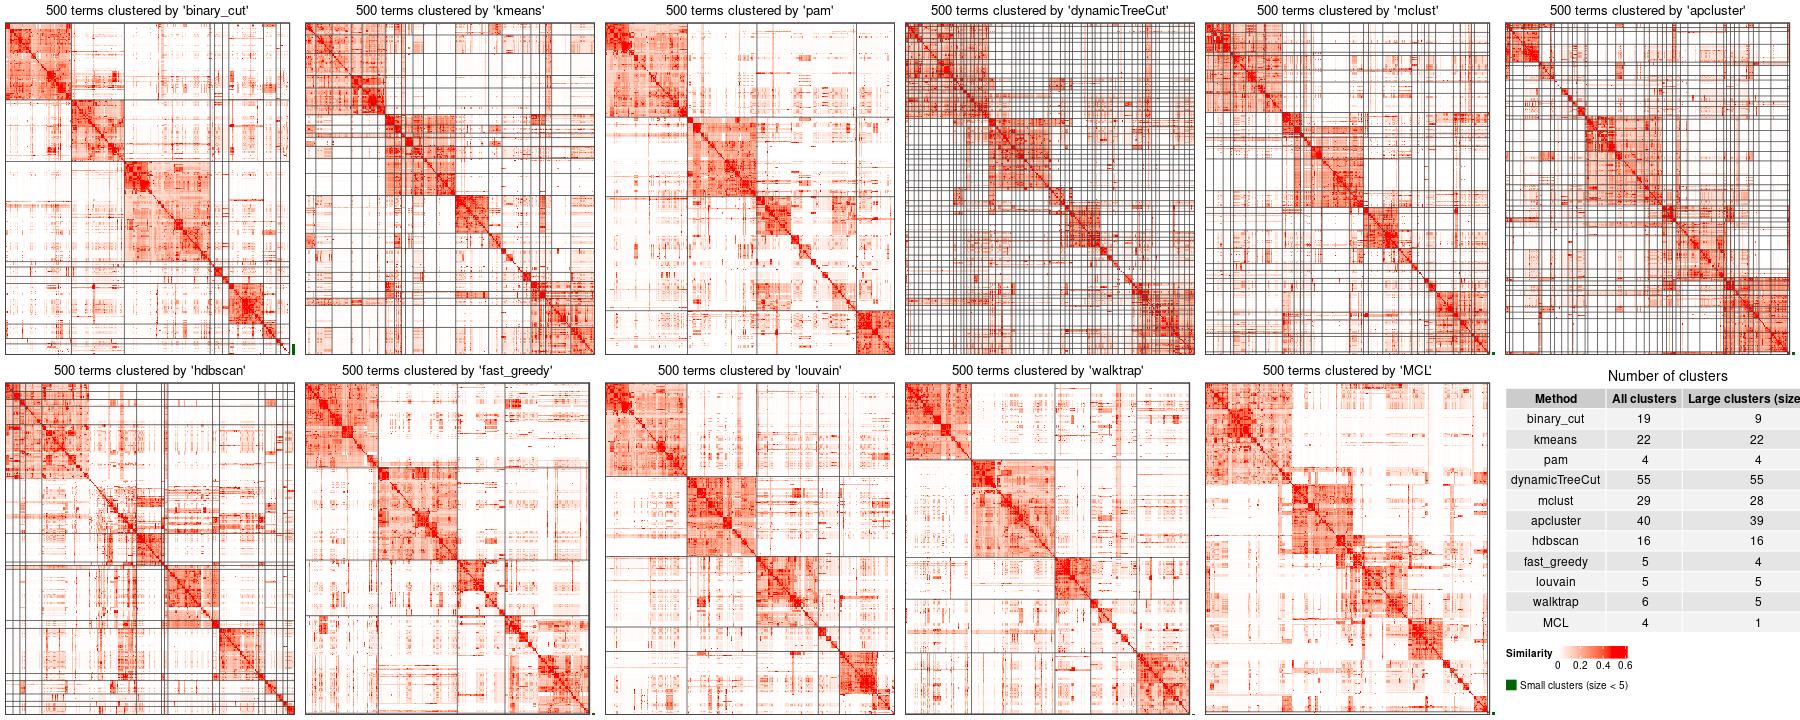 500 terms clustered by 'binary_cut'
500 terms clustered by 'kmeans'
500 terms clustered by 'pam'
500 terms clustered by 'dynamicTreeCut'
500 terms clustered by 'mclust'
500 terms clustered by 'apcluster'
500 terms clustered by 'hdbscan'
500 terms clustered by 'fast_greedy'
500 terms clustered by 'louvain'
500 terms clustered by 'walktrap'
500 terms clustered by 'MCL'
Number of clusters
Method All clusters Large clusters (size
binary_cut 19 9
kmeans 22 22
pam 4 4
dynamicTreeCut 55 55
mclust 29 28
apcluster 40 39
hdbscan 16 16
fast_greedy 5 4
louvain 5 5
walktrap 6 5
MCL 4 1
Similarity
0 0.2 0.4 0.6
Small clusters (size < 5)